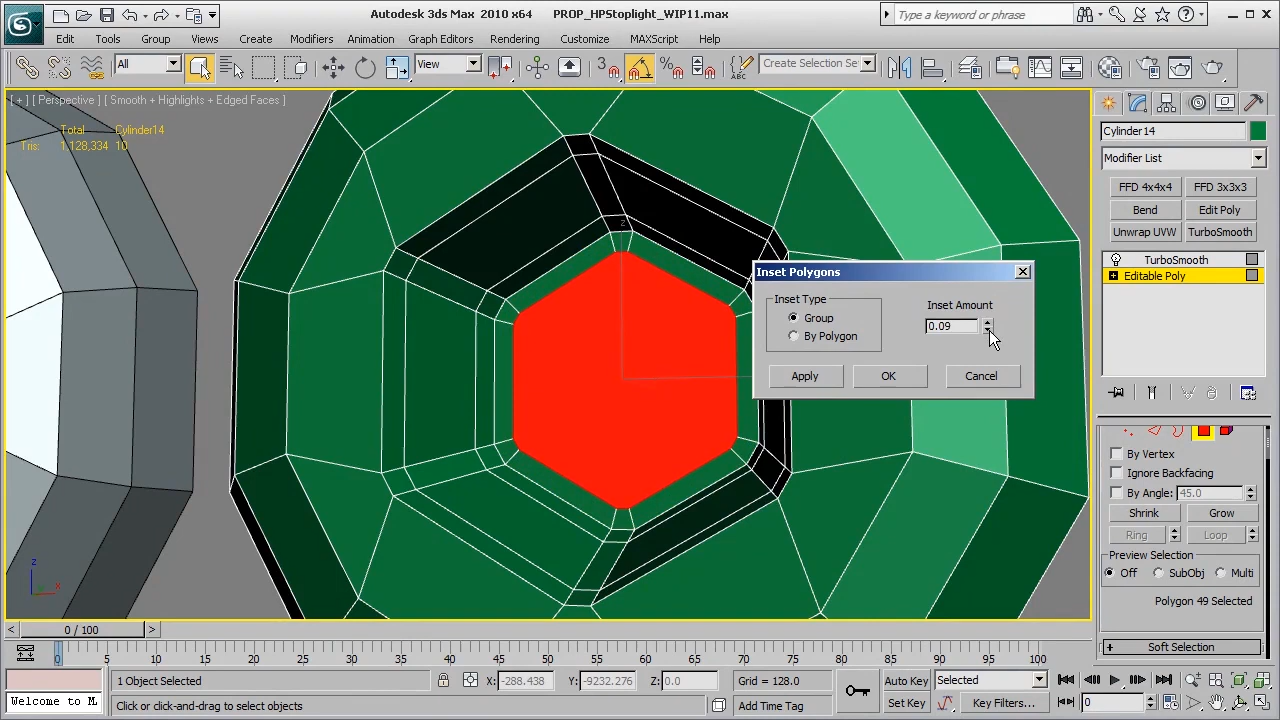 Autodesk 3ds Max 2010 x64 PROP_HPStoplight_WIP11.max
Type a keyword or phrase
Edit Tools Group Views Create Modifiers Animation Graph Editors Rendering Customize MAXScript Help
All View 3 Create Selection Se
[ + ] [ Perspective ] [ Smooth + Highlights + Edged Faces ]
Total Cylinder14
Tris: 1,128,334 10
z
Inset Polygons
Inset Type
Group
By Polygon
Inset Amount
0.09
Apply OK Cancel
z
x
Cylinder14
Modifier List
FFD 4x4x4 FFD 3x3x3
Bend Edit Poly
Unwrap UVW TurboSmooth
TurboSmooth
Editable Poly
By Vertex
Ignore Backfacing
By Angle: 45.0
Shrink Grow
Ring Loop
Preview Selection
Off SubObj Multi
Polygon 49 Selected
+ Soft Selection
< 0 / 100 >
0 5 10 15 20 25 30 35 40 45 50 55 60 65 70 75 80 85 90 95 100
1 Object Selected X: -288.438 Y: -9232.276 Z: 0.0 Grid = 128.0 Auto Key Selected
Welcome to M Click or click-and-drag to select objects Add Time Tag Set Key Key Filters... 0